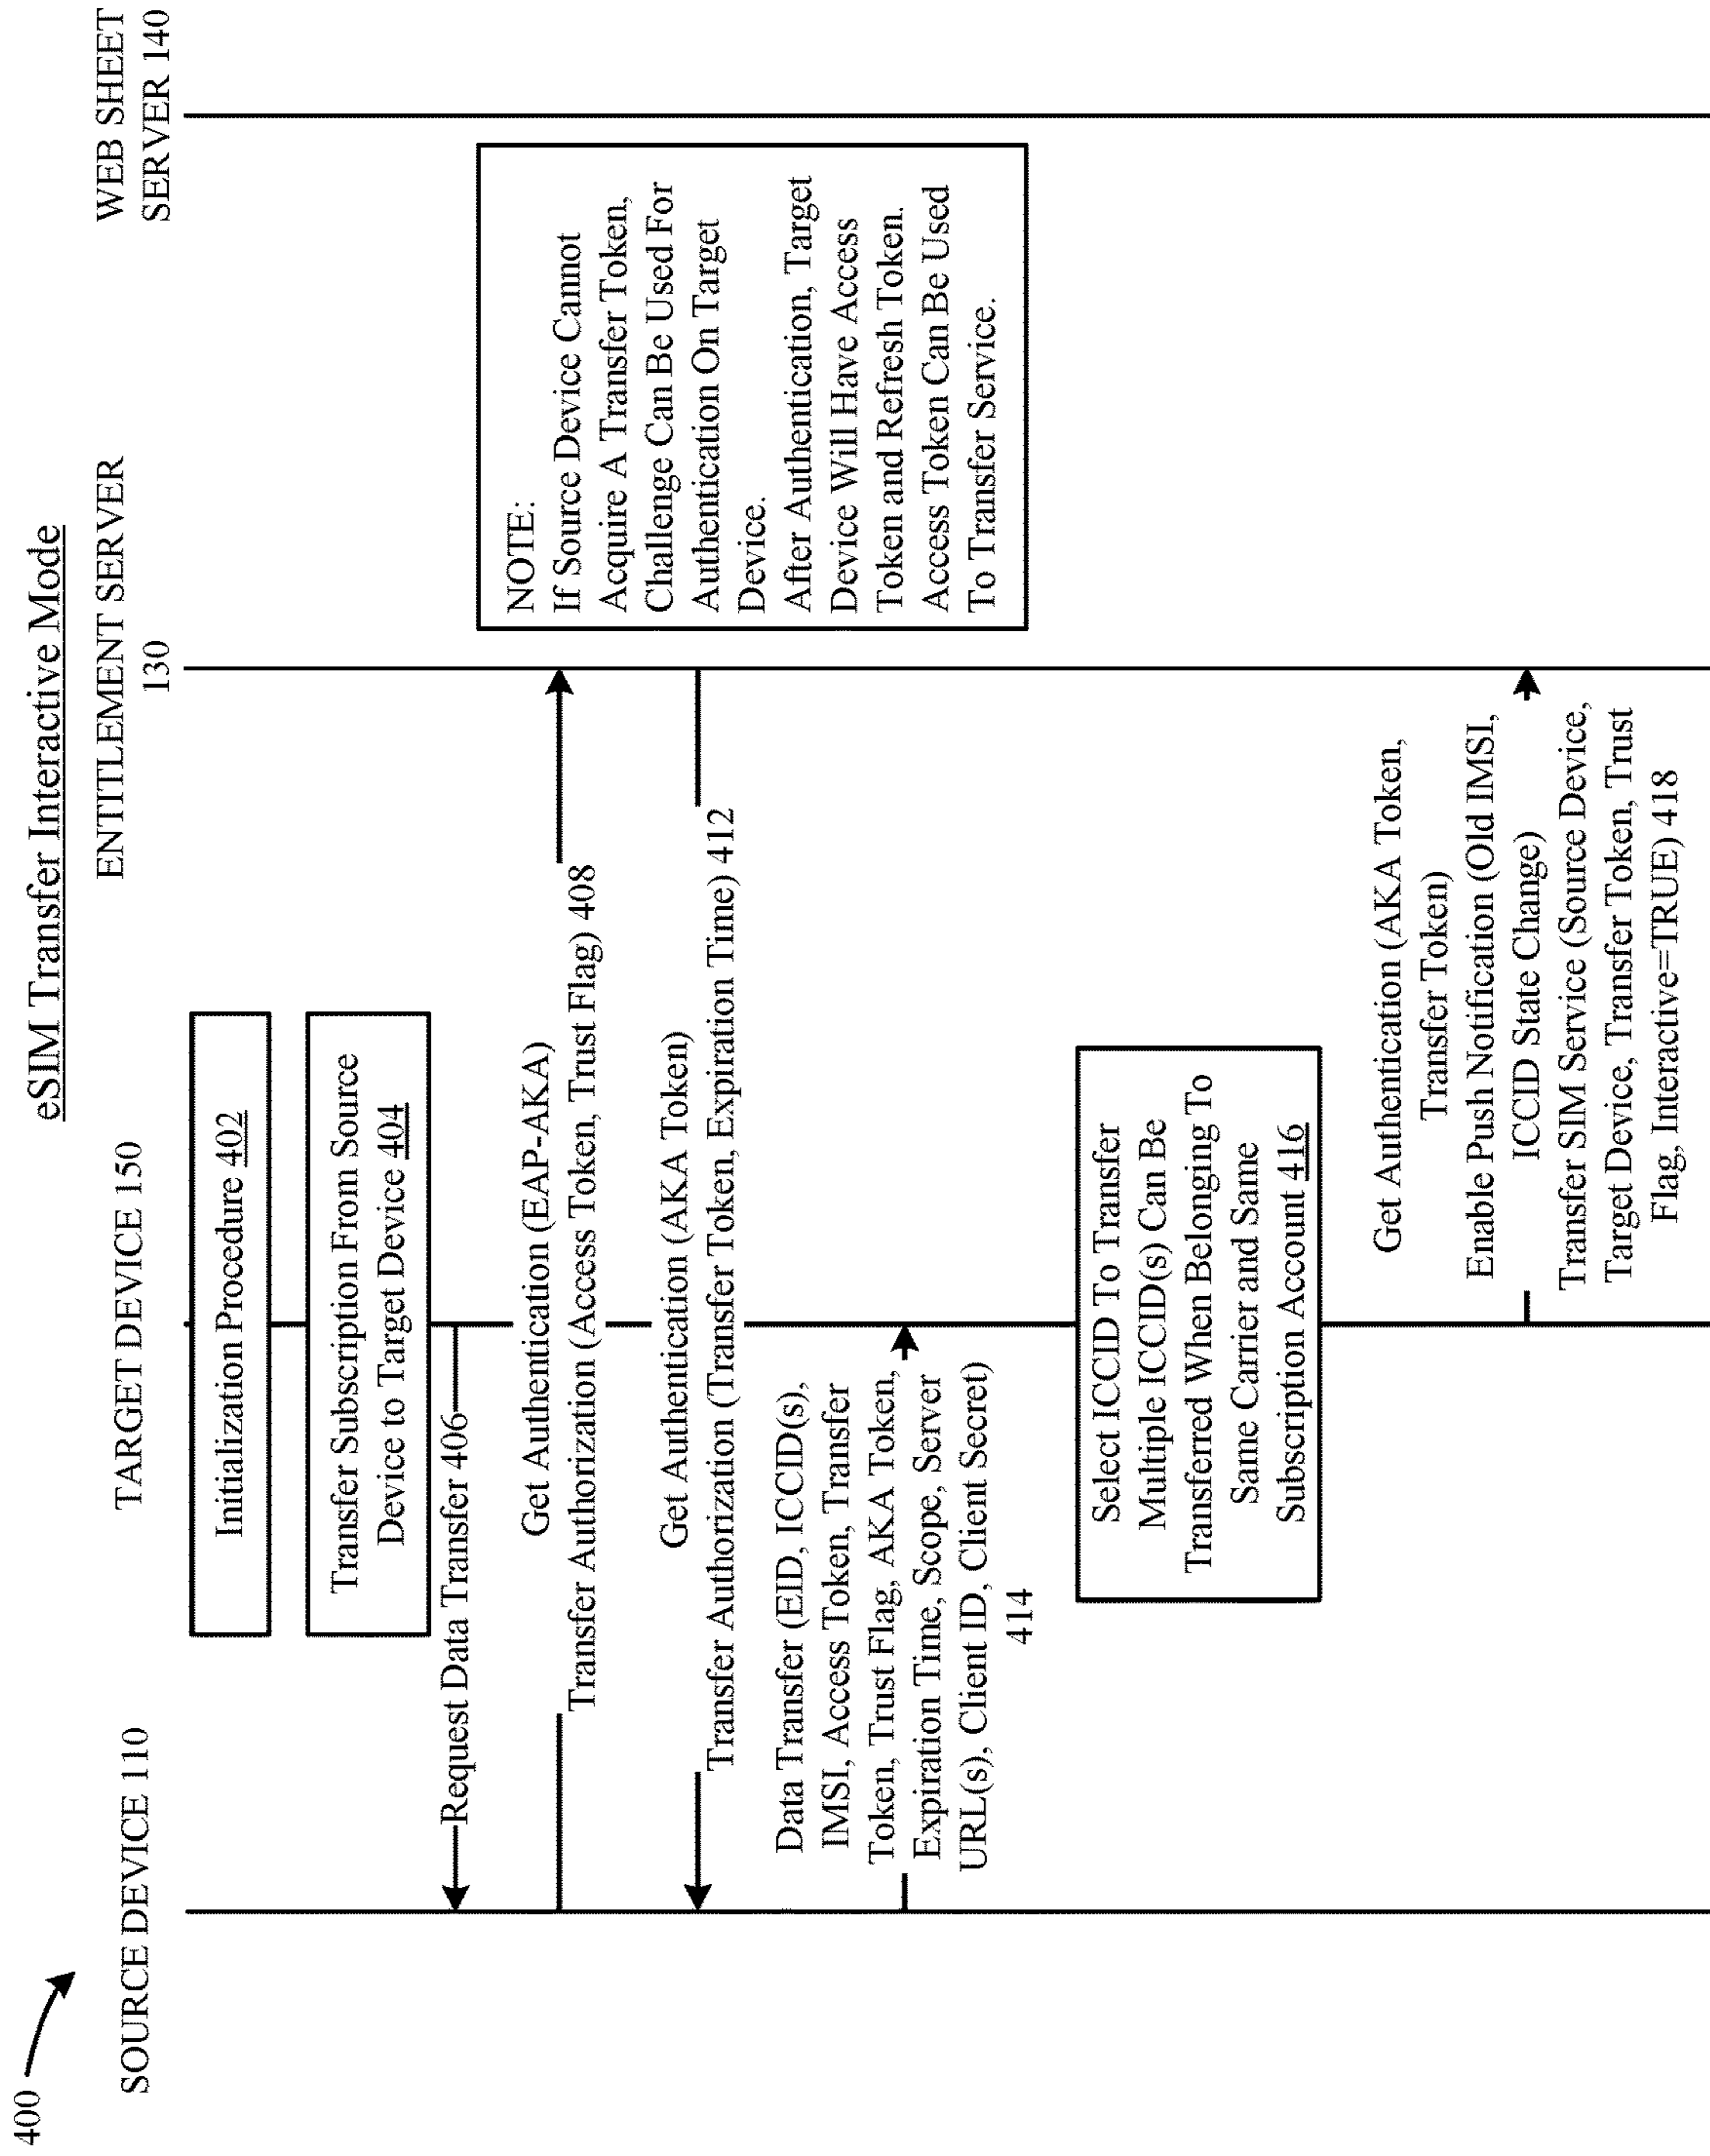 400
eSIM Transfer Interactive Mode
SOURCE DEVICE 110
TARGET DEVICE 150
ENTITLEMENT SERVER
130
WEB SHEET
SERVER 140
Initialization Procedure 402
Transfer Subscription From Source
Device to Target Device 404
Request Data Transfer 406
Get Authentication (EAP-AKA)
Transfer Authorization (Access Token, Trust Flag) 408
Get Authentication (AKA Token)
Transfer Authorization (Transfer Token, Expiration Time) 412
NOTE:
If Source Device Cannot
Acquire A Transfer Token,
Challenge Can Be Used For
Authentication On Target
Device.
After Authentication, Target
Device Will Have Access
Token and Refresh Token.
Access Token Can Be Used
To Transfer Service.
Data Transfer (EID, ICCID(s),
IMSI, Access Token, Transfer
Token, Trust Flag, AKA Token,
Expiration Time, Scope, Server
URL(s), Client ID, Client Secret)
414
Select ICCID To Transfer
Multiple ICCID(s) Can Be
Transferred When Belonging To
Same Carrier and Same
Subscription Account 416
Get Authentication (AKA Token,
Transfer Token)
Enable Push Notification (Old IMSI,
ICCID State Change)
Transfer SIM Service (Source Device,
Target Device, Transfer Token, Trust
Flag, Interactive=TRUE) 418